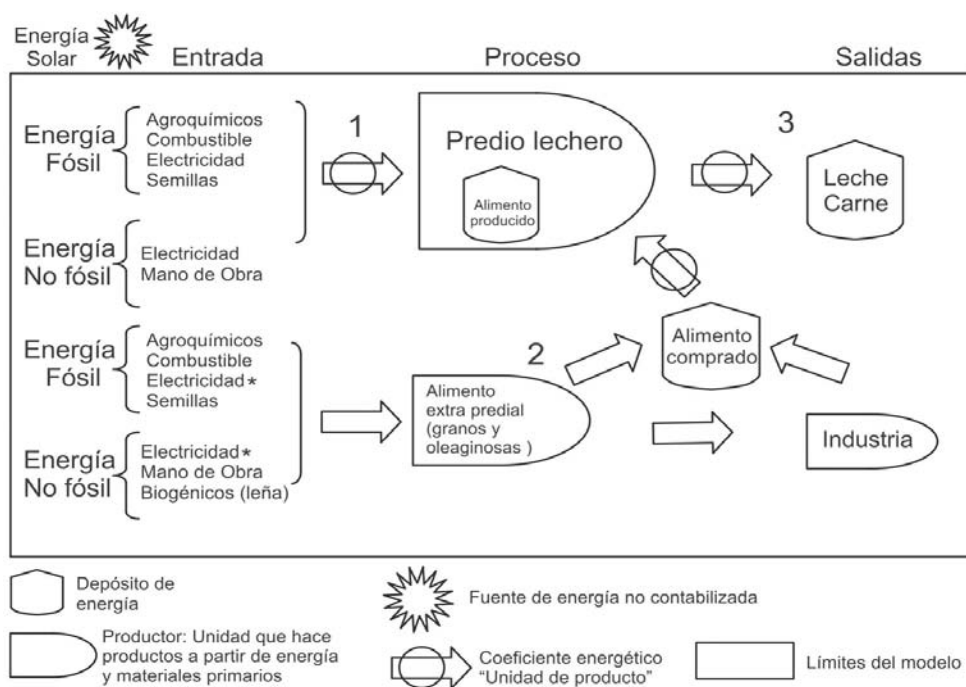 Energía
Solar
Entrada
Proceso
Salidas
Energía
Fósil
Agroquímicos
Combustible
Electricidad
Semillas
1
Predio lechero
Alimento
producido
3
Leche
Carne
Energía
No fósil
Electricidad
Mano de Obra
Energía
Fósil
Agroquímicos
Combustible
Electricidad*
Semillas
2
Alimento
extra predial
(granos y
oleaginosas )
Alimento
comprado
Industria
Energía
No fósil
Electricidad*
Mano de Obra
Biogénicos (leña)
Depósito de
energía
Fuente de energía no contabilizada
Productor: Unidad que hace
productos a partir de energía
y materiales primarios
Coeficiente energético
“Unidad de producto”
Límites del modelo